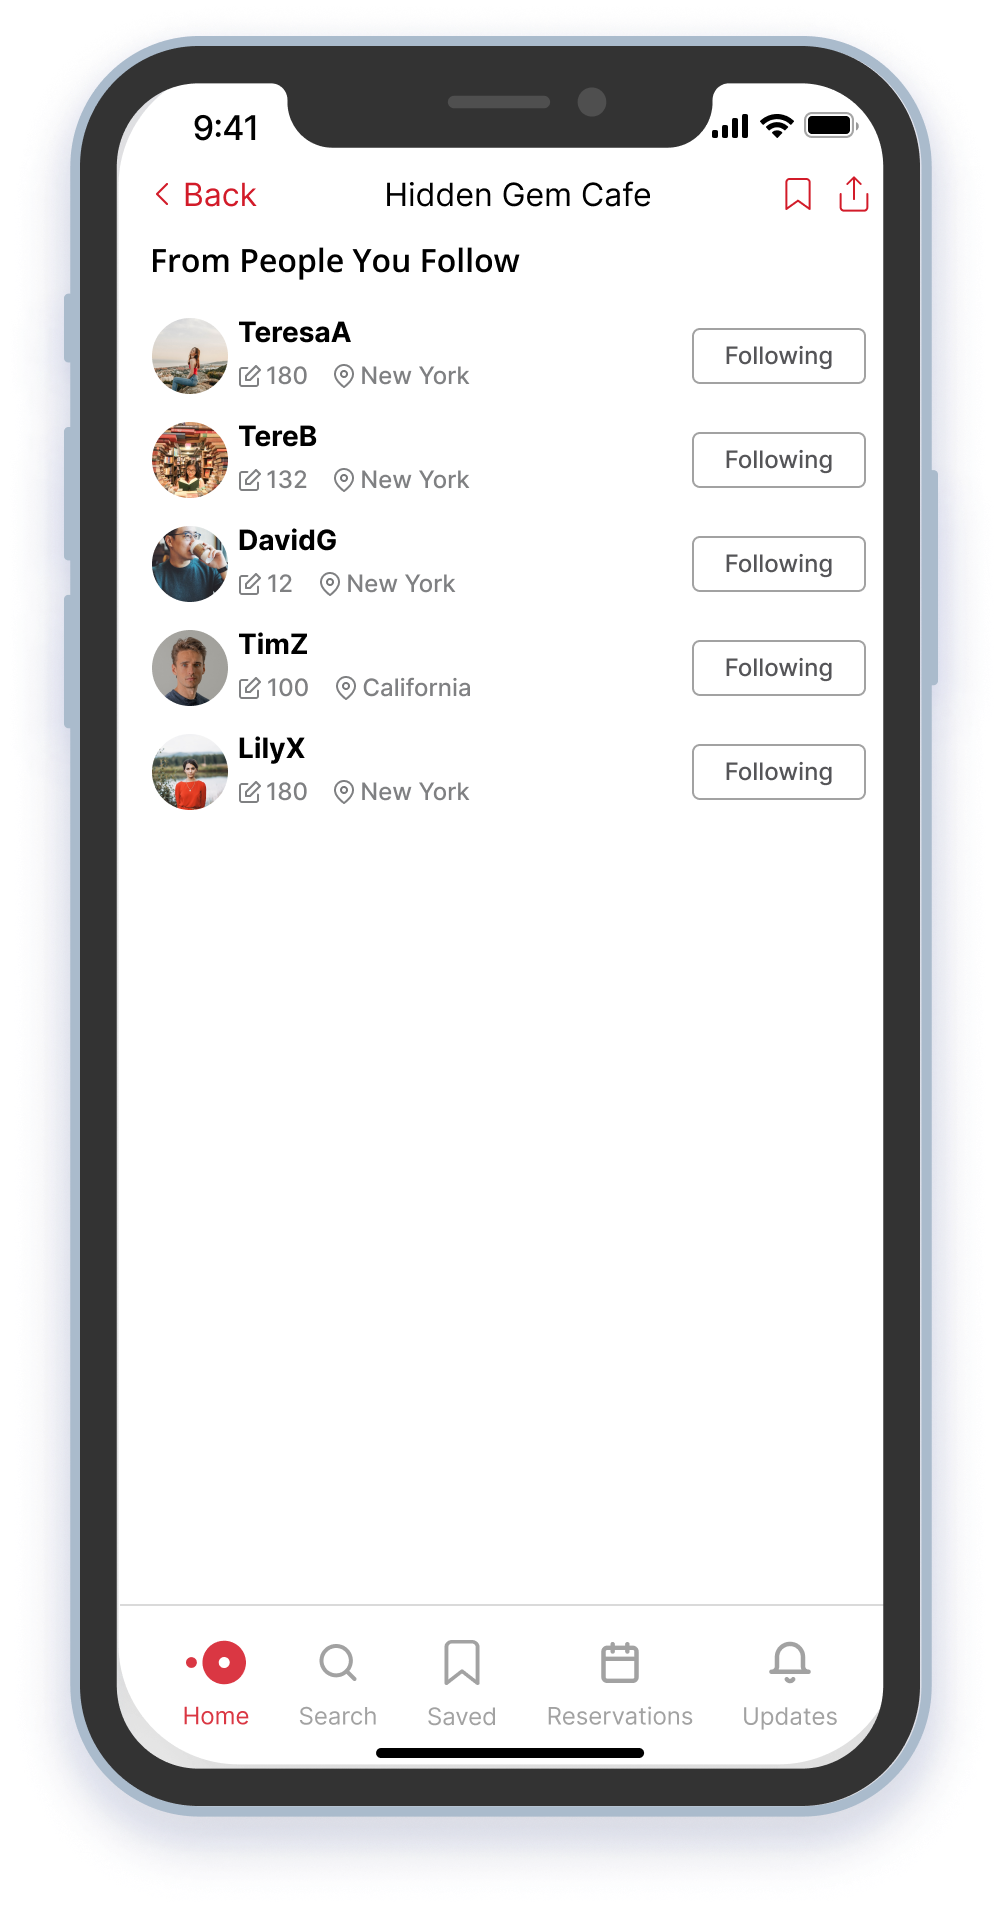 9:41
Back Hidden Gem Cafe
From People You Follow
TeresaA
180 New York
Following
TereB
132 New York
Following
DavidG
12 New York
Following
TimZ
100 California
Following
LilyX
180 New York
Following
Home Search Saved Reservations Updates